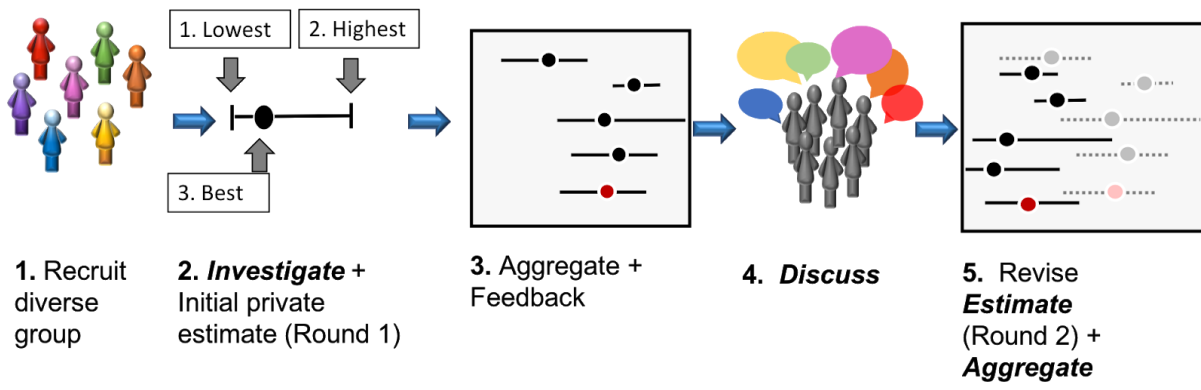 1. Lowest
2. Highest
3. Best
1. Recruit
diverse
group
2. Investigate +
Initial private
estimate (Round 1)
3. Aggregate +
Feedback
4. Discuss
5. Revise
Estimate
(Round 2) +
Aggregate